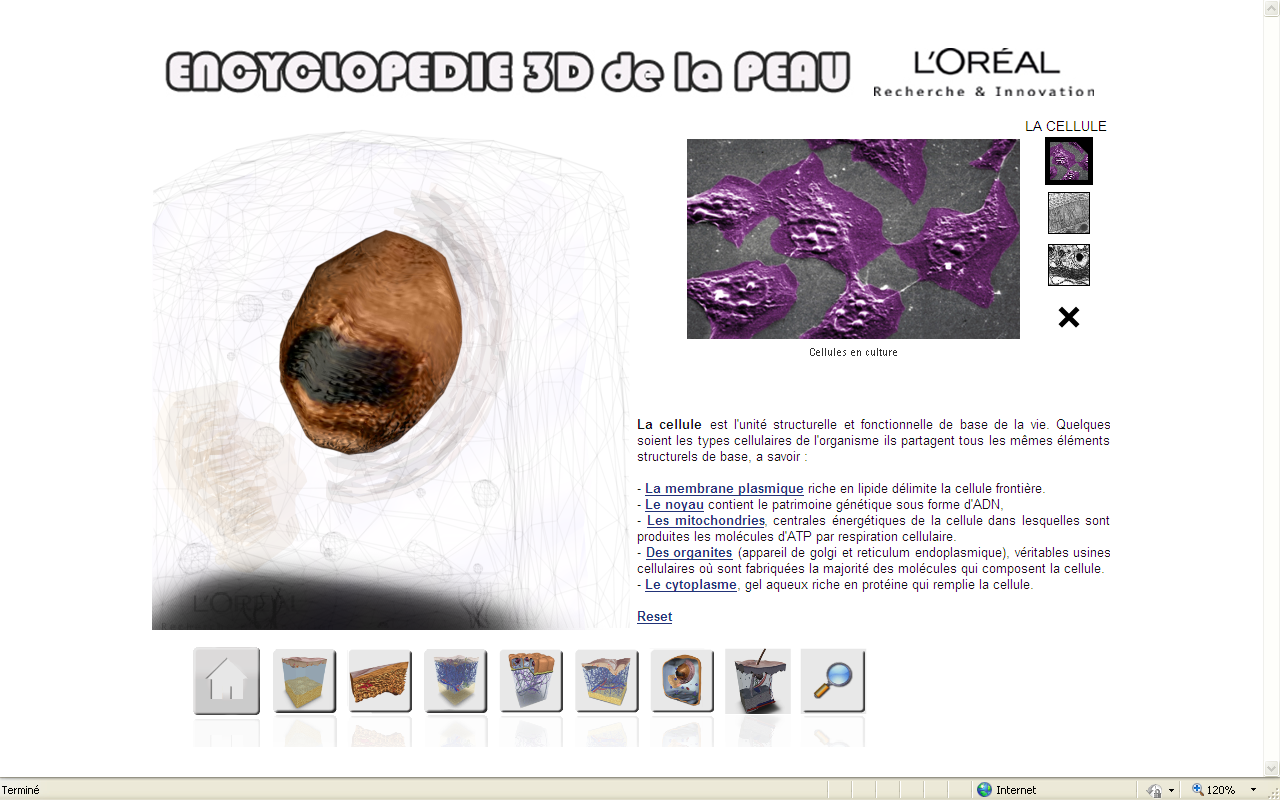 ENCYCLOPEDIE 3D de la PEAU
L'ORÉAL
Recherche & Innovation
LA CELLULE
Cellules en culture
La cellule est l'unité structurelle et fonctionnelle de base de la vie. Quelques
soient les types cellulaires de l'organisme ils partagent tous les mêmes éléments
structurels de base, a savoir :
- La membrane plasmique riche en lipide délimite la cellule frontière.
- Le noyau contient le patrimoine génétique sous forme d'ADN,
- Les mitochondries, centrales énergétiques de la cellule dans lesquelles sont
produites les molécules d'ATP par respiration cellulaire.
- Des organites (appareil de golgi et reticulum endoplasmique), véritables usines
cellulaires où sont fabriquées la majorité des molécules qui composent la cellule.
- Le cytoplasme, gel aqueux riche en protéine qui remplie la cellule.
Reset
L'ORÉAL
Terminé
Internet
120%